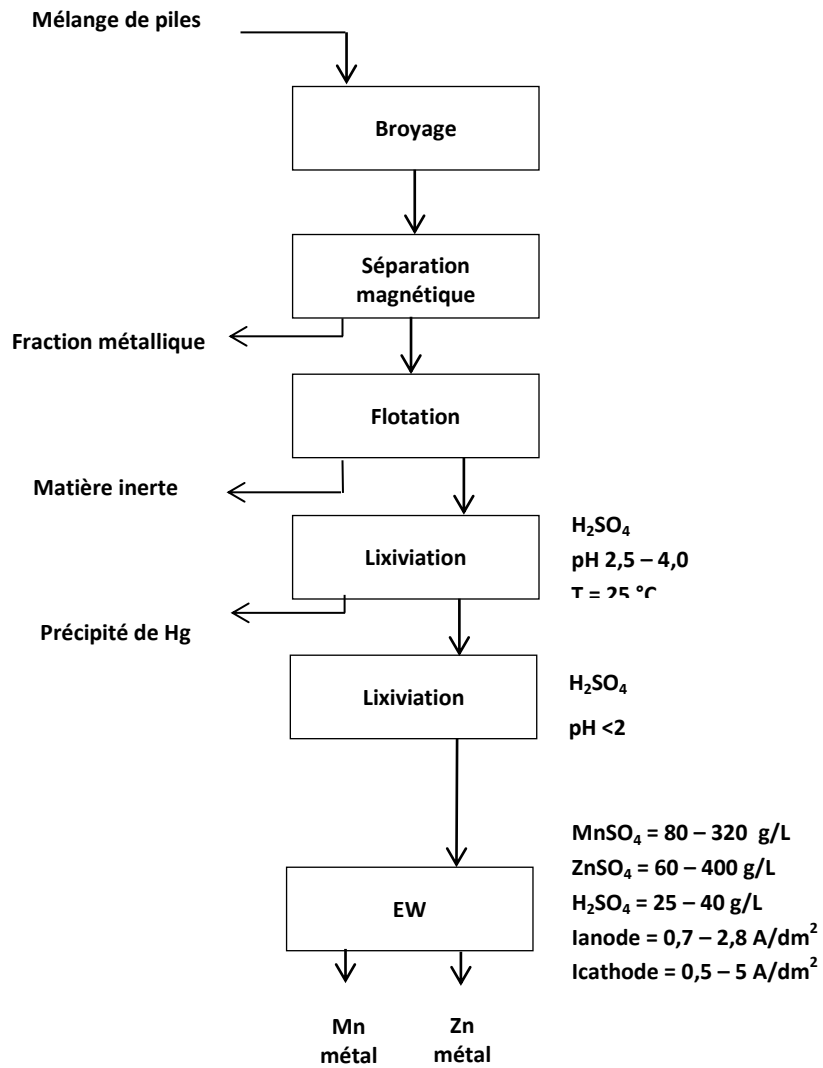 Mélange de piles
Broyage
Séparation
magnétique
Fraction métallique
Flotation
Matière inerte
H₂SO₄
pH 2,5 – 4,0
T = 25 °C
Lixiviation
Précipité de Hg
H₂SO₄
pH <2
Lixiviation
MnSO₄ = 80 – 320 g/L
ZnSO₄ = 60 – 400 g/L
H₂SO₄ = 25 – 40 g/L
Ianode = 0,7 – 2,8 A/dm²
Icathode = 0,5 – 5 A/dm²
EW
Mn
métal
Zn
métal